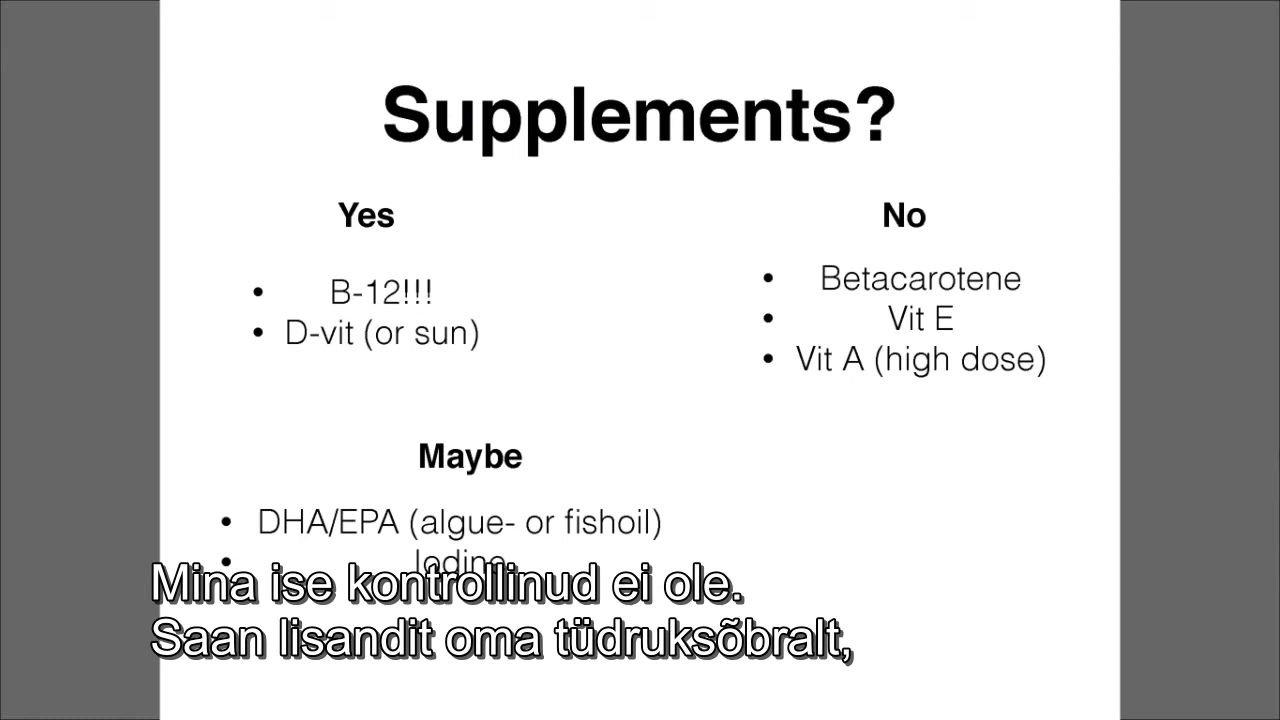 Supplements?
Yes
• B-12!!!
• D-vit (or sun)
No
• Betacarotene
• Vit E
• Vit A (high dose)
Maybe
• DHA/EPA (algue- or fishoil)
• Iodine
Mina ise kontrollinud ei ole.
Saan lisandit oma tüdruksõbralt,